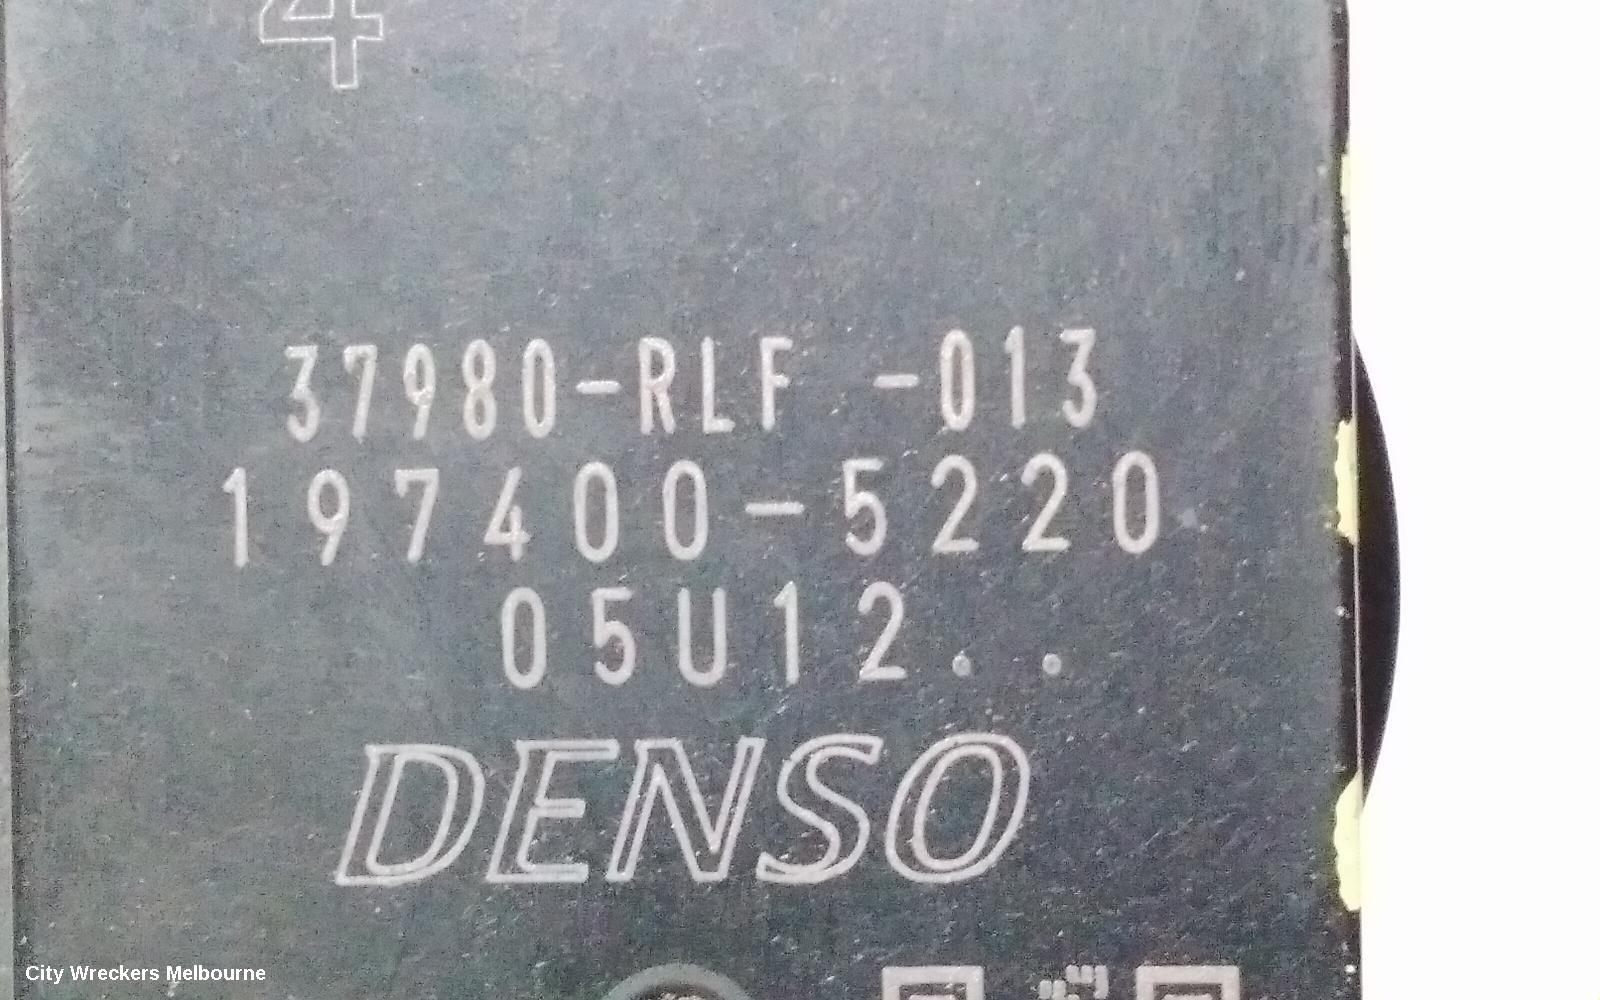 4
37980-RLF -013
197400-5220
05U12..
DENSO
City Wreckers Melbourne